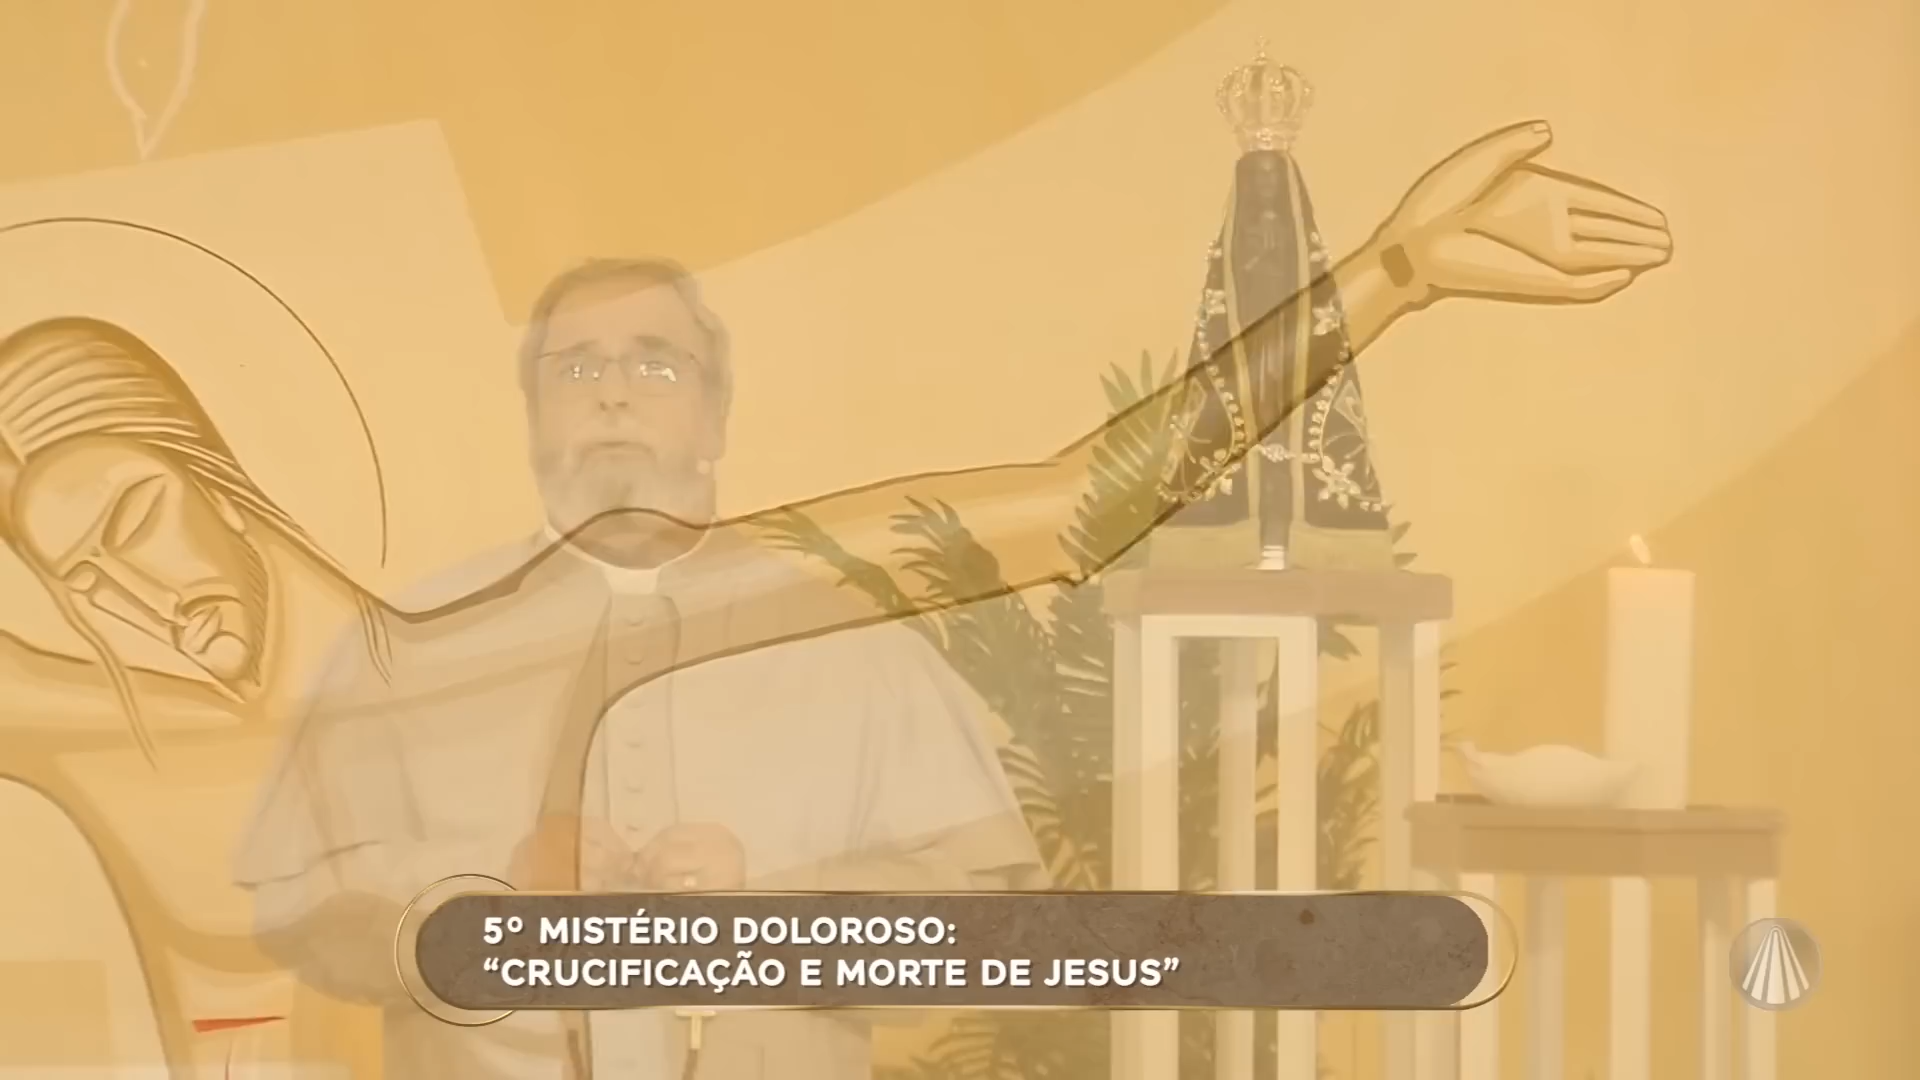 5º MISTÉRIO DOLOROSO:
“CRUCIFICAÇÃO E MORTE DE JESUS”